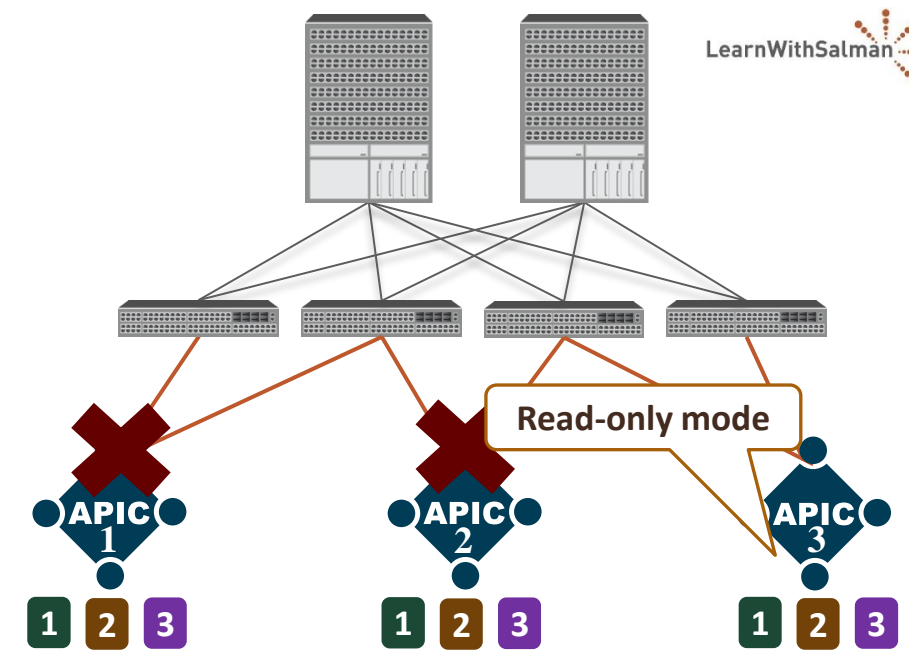 LearnWithSalman
Read-only mode
APIC
1
APIC
2
APIC
3
1 2 3
1 2 3
1 2 3